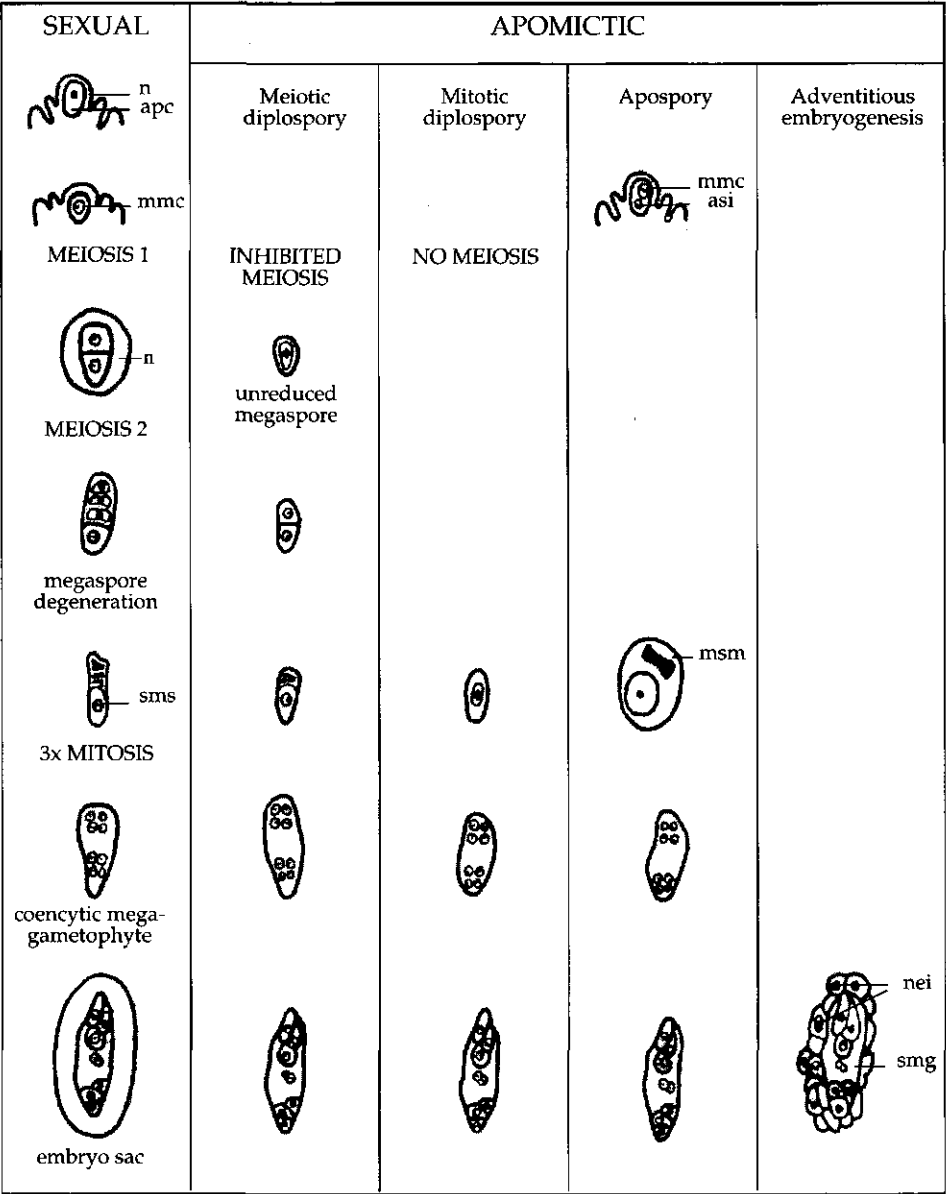 SEXUAL
APOMICTIC
n
apc
Meiotic
diplospory
Mitotic
diplospory
Apospory
Adventitious
embryogenesis
mmc
mmc
asi
MEIOSIS 1
INHIBITED
MEIOSIS
NO MEIOSIS
n
unreduced
megaspore
MEIOSIS 2
megaspore
degeneration
msm
sms
3x MITOSIS
coencytic mega-
gametophyte
nei
smg
embryo sac